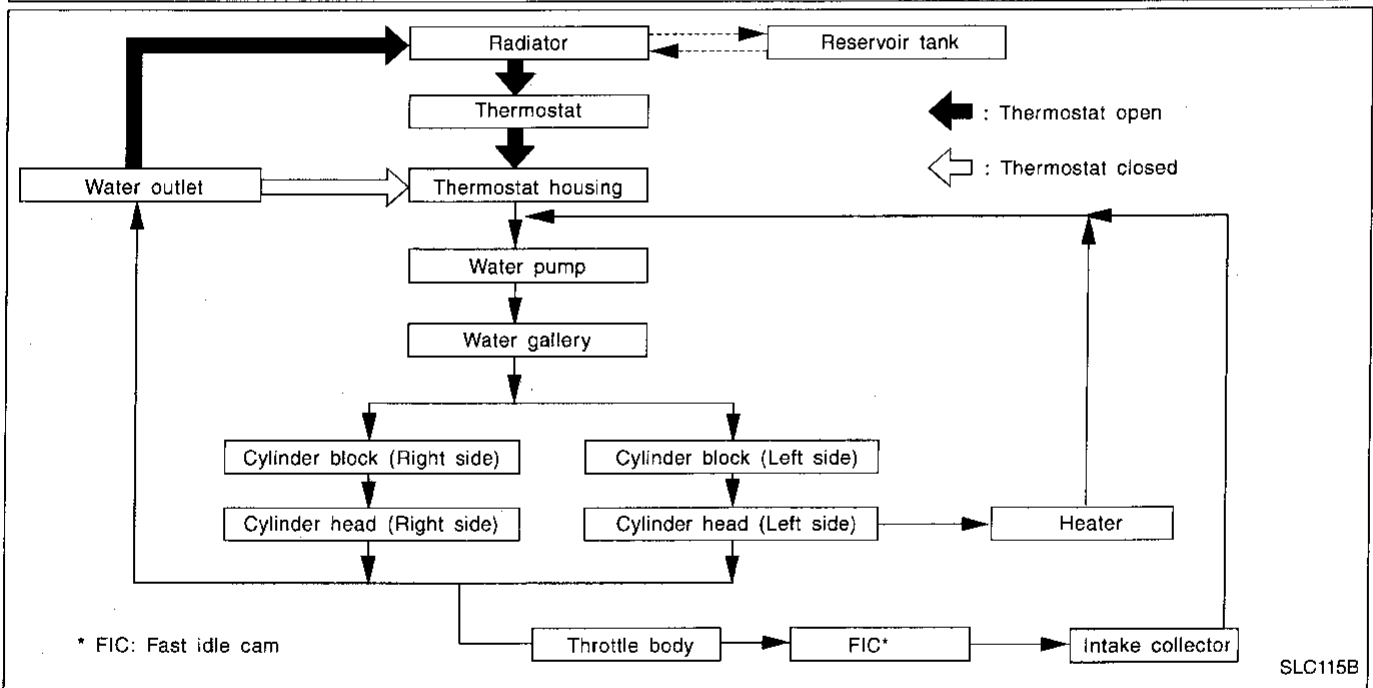 Radiator
Reservoir tank
Thermostat
: Thermostat open
Water outlet
Thermostat housing
: Thermostat closed
Water pump
Water gallery
Cylinder block (Right side)
Cylinder block (Left side)
Cylinder head (Right side)
Cylinder head (Left side)
Heater
* FIC: Fast idle cam
Throttle body
FIC*
Intake collector
SLC115B